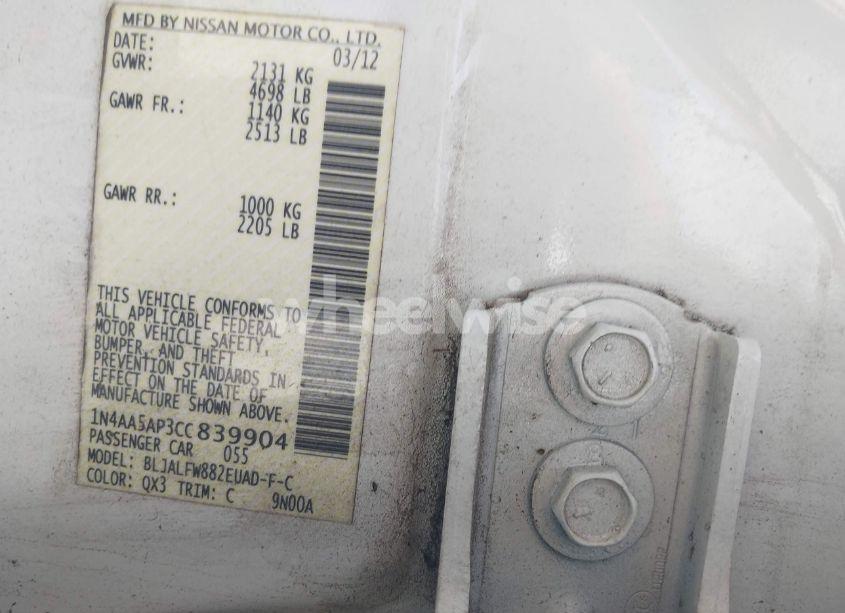 MFD BY NISSAN MOTOR CO., LTD.
DATE: 03/12
GVWR: 2131 KG
4698 LB
GAWR FR.: 1140 KG
2513 LB
GAWR RR.: 1000 KG
2205 LB
THIS VEHICLE CONFORMS TO
ALL APPLICABLE FEDERAL
MOTOR VEHICLE SAFETY,
BUMPER, AND THEFT
PREVENTION STANDARDS IN
EFFECT ON THE DATE OF
MANUFACTURE SHOWN ABOVE.
1N4AA5AP3CC839904
PASSENGER CAR 055
MODEL: BLJALFW882EUAD-F-C
COLOR: QX3 TRIM: C 9N00A
wheelwise